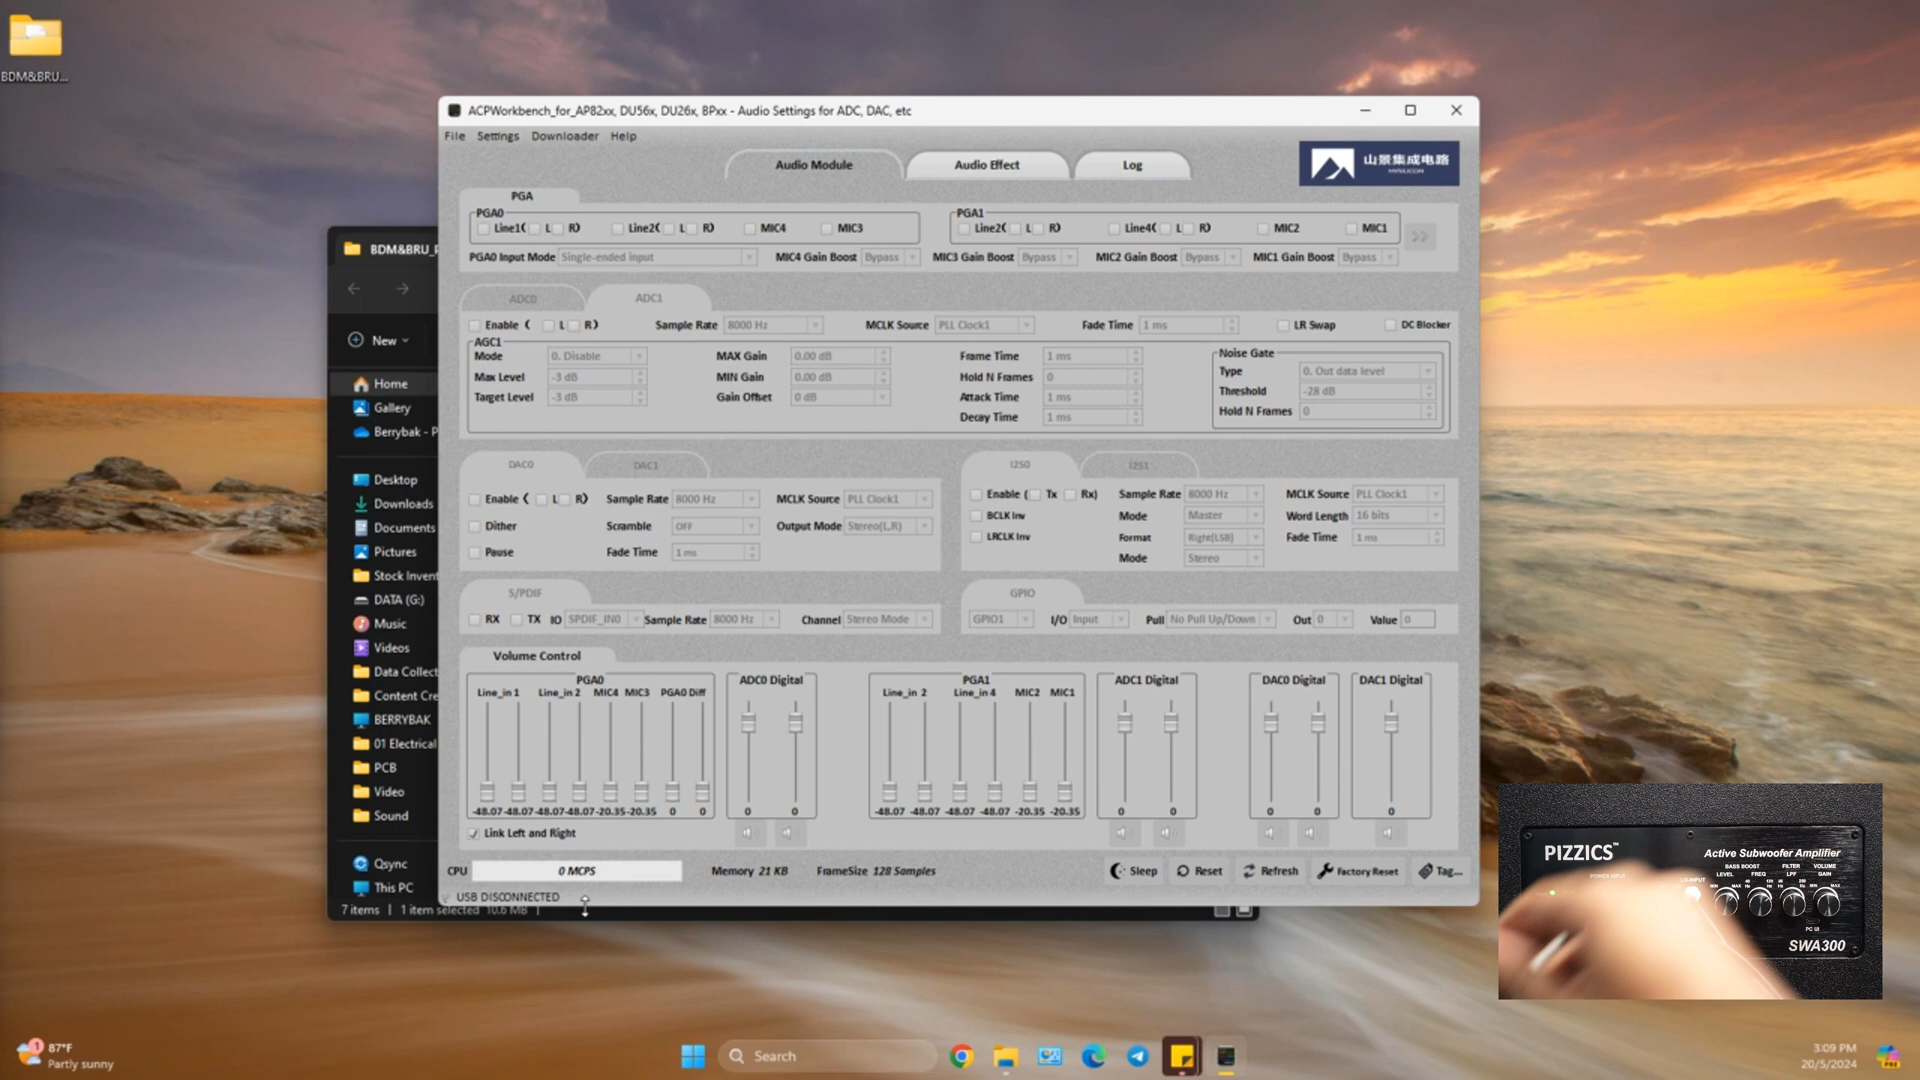 BDM&BRU...
ACPWorkbench_for_AP82xx, DU56x, DU26x, BPxx - Audio Settings for ADC, DAC, etc
File Settings Downloader Help
Audio Module Audio Effect Log
山景集成电路
MVSILICON
PGA
PGA0
Line1( L R) Line2( L R) MIC4 MIC3
PGA1
Line2( L R) Line4( L R) MIC2 MIC1
>>
PGA0 Input Mode Single-ended input MIC4 Gain Boost Bypass MIC3 Gain Boost Bypass MIC2 Gain Boost Bypass MIC1 Gain Boost Bypass
ADC0 ADC1
Enable ( L R) Sample Rate 8000 Hz MCLK Source PLL Clock1 Fade Time 1 ms LR Swap DC Blocker
AGC1
Mode 0. Disable MAX Gain 0.00 dB Frame Time 1 ms
Max Level -3 dB MIN Gain 0.00 dB Hold N Frames 0
Target Level -3 dB Gain Offset 0 dB Attack Time 1 ms
Decay Time 1 ms
Noise Gate
Type 0. Out data level
Threshold -28 dB
Hold N Frames 0
DAC0 DAC1
Enable ( L R) Sample Rate 8000 Hz MCLK Source PLL Clock1
Dither Scramble OFF Output Mode Stereo(L,R)
Pause Fade Time 1 ms
I2S0 I2S1
Enable ( Tx Rx) Sample Rate 8000 Hz MCLK Source PLL Clock1
BCLK Inv Mode Master Word Length 16 bits
LRCLK Inv Format Right(LSB) Fade Time 1 ms
Mode Stereo
S/PDIF
RX TX IO SPDIF_IN0 Sample Rate 8000 Hz Channel Stereo Mode
GPIO
GPIO1 I/O Input Pull No Pull Up/Down Out 0 Value 0
Volume Control
PGA0 ADC0 Digital PGA1 ADC1 Digital DAC0 Digital DAC1 Digital
Line_in 1 Line_in 2 MIC4 MIC3 PGA0 Diff Line_in 2 Line_in 4 MIC2 MIC1
-48.07 -48.07 -48.07 -48.07 -20.35 -20.35 0 0 0 0 -48.07 -48.07 -48.07 -48.07 -20.35 -20.35 0 0 0 0 0
Link Left and Right
CPU 0 MCPS Memory 21 KB FrameSize 128 Samples Sleep Reset Refresh Factory Reset Tag...
USB DISCONNECTED
BDM&BRU_
New
Home
Gallery
Berrybak - P
Desktop
Downloads
Documents
Pictures
Stock Invent
DATA (G:)
Music
Videos
Data Collect
Content Cre
BERRYBAK
01 Electrical
PCB
Video
Sound
Qsync
This PC
7 items | 1 item selected 10.6 MB |
PIZZICS™
Active Subwoofer Amplifier
POWER INPUT
BASS BOOST FILTER VOLUME
LEVEL FREQ LPF GAIN
PC UI
SWA300
1
87°F
Partly sunny
Search
3:09 PM
20/5/2024